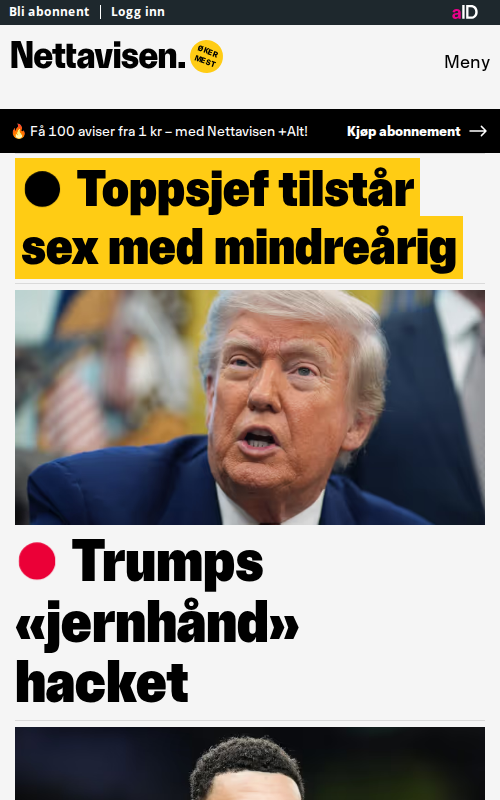 Bli abonnent | Logg inn
aID
Nettavisen.
ØKER
MEST
Meny
🔥 Få 100 aviser fra 1 kr – med Nettavisen +Alt!
Kjøp abonnement →
Toppsjef tilstår
sex med mindreårig
Trumps
«jernhånd»
hacket